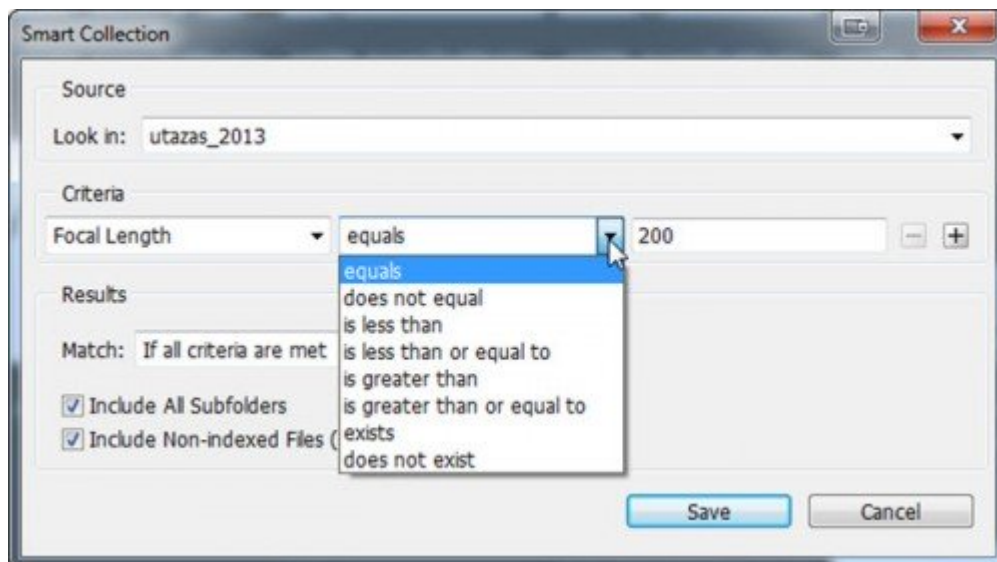 Smart Collection
Source
Look in: utazas_2013
Criteria
Focal Length equals 200
equals
does not equal
is less than
is less than or equal to
is greater than
is greater than or equal to
exists
does not exist
Results
Match: If all criteria are met
Include All Subfolders
Include Non-indexed Files (
Save Cancel